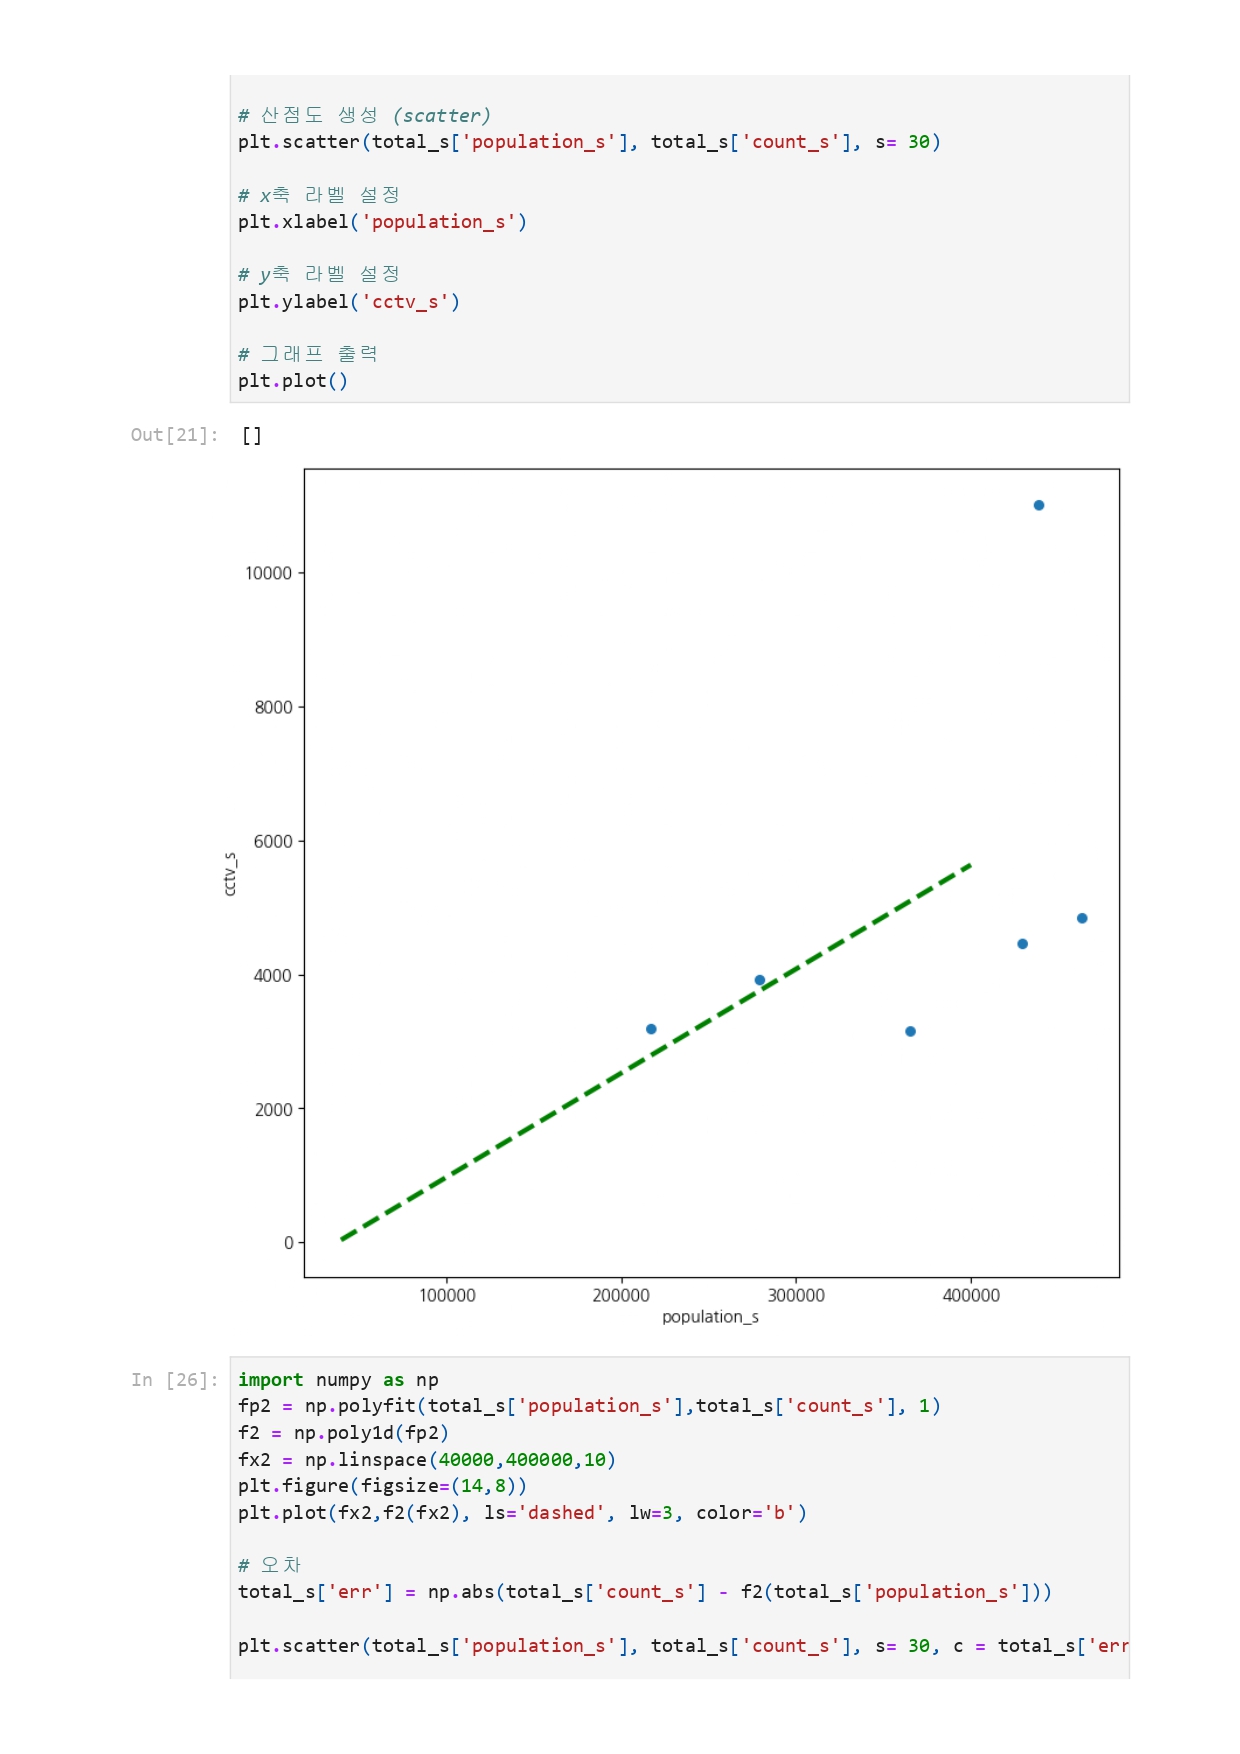 # 산점도 생성 (scatter)
plt.scatter(total_s['population_s'], total_s['count_s'], s= 30)
# x축 라벨 설정
plt.xlabel('population_s')
# y축 라벨 설정
plt.ylabel('cctv_s')
# 그래프 출력
plt.plot()
Out[21]: []
10000
8000
6000
4000
2000
0
cctv_s
100000 200000 300000 400000
population_s
In [26]: import numpy as np
fp2 = np.polyfit(total_s['population_s'],total_s['count_s'], 1)
f2 = np.poly1d(fp2)
fx2 = np.linspace(40000,400000,10)
plt.figure(figsize=(14,8))
plt.plot(fx2,f2(fx2), ls='dashed', lw=3, color='b')
# 오차
total_s['err'] = np.abs(total_s['count_s'] - f2(total_s['population_s']))
plt.scatter(total_s['population_s'], total_s['count_s'], s= 30, c = total_s['err